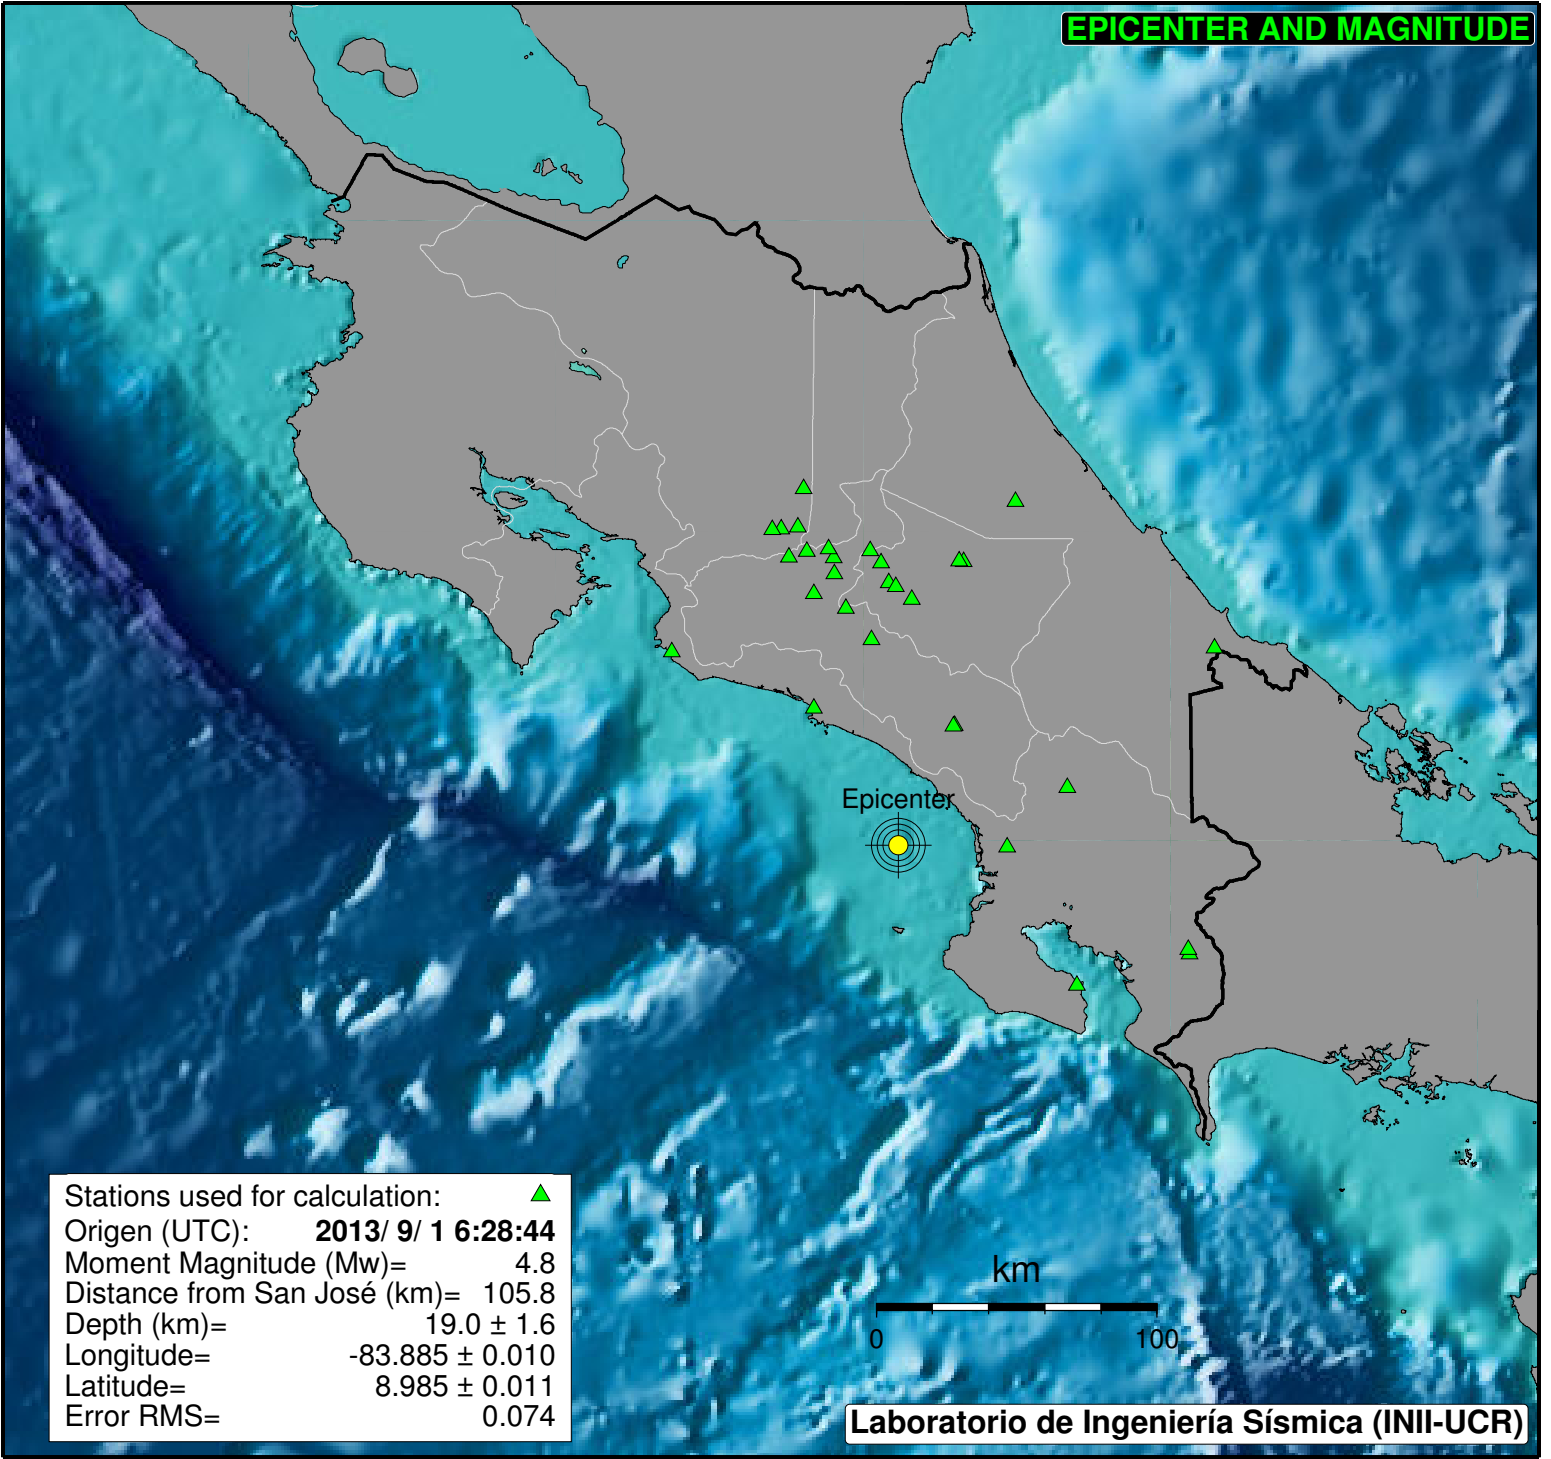 EPICENTER AND MAGNITUDE
Epicenter
Stations used for calculation:
Origen (UTC): 2013/ 9/ 1 6:28:44
Moment Magnitude (Mw)= 4.8
Distance from San José (km)= 105.8
Depth (km)= 19.0 ± 1.6
Longitude= -83.885 ± 0.010
Latitude= 8.985 ± 0.011
Error RMS= 0.074
km
0 100
Laboratorio de Ingeniería Sísmica (INII-UCR)